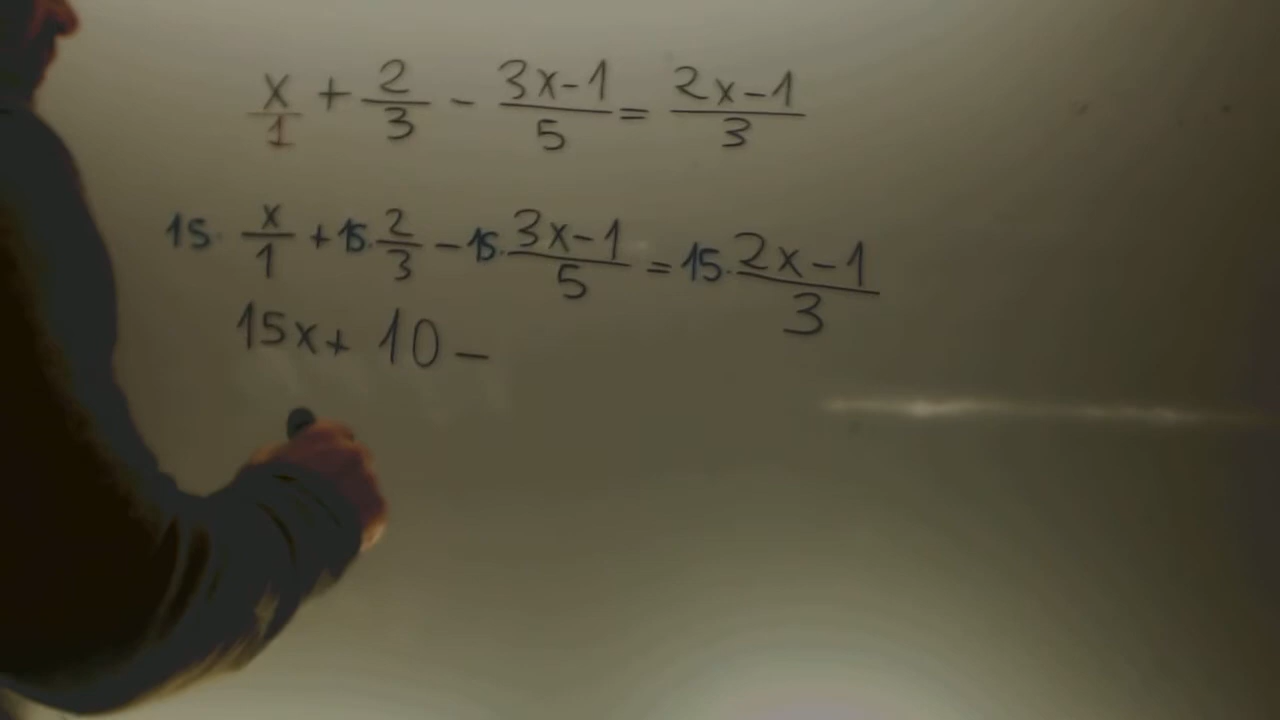 x/1 + 2/3 - 3x-1/5 = 2x-1/3
15· x/1 + 15· 2/3 - 15· 3x-1/5 = 15· 2x-1/3
15x + 10 -